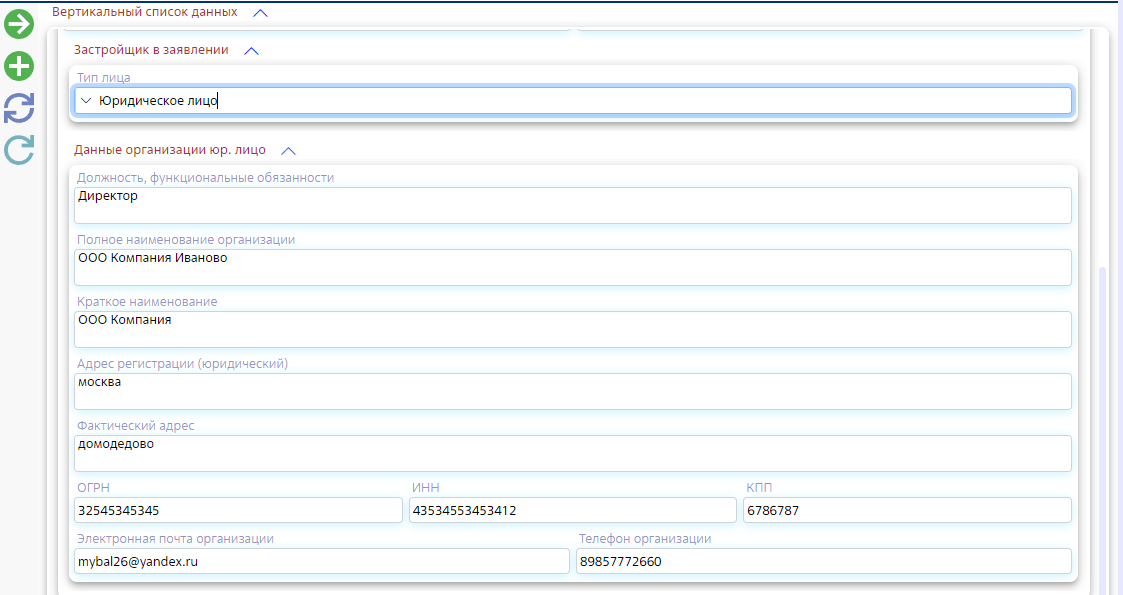 Вертикальный список данных
Застройщик в заявлении
Тип лица
Юридическое лицо
Данные организации юр. лицо
Должность, функциональные обязанности
Директор
Полное наименование организации
ООО Компания Иваново
Краткое наименование
ООО Компания
Адрес регистрации (юридический)
москва
Фактический адрес
домодедово
ОГРН ИНН КПП
32545345345 43534553453412 6786787
Электронная почта организации Телефон организации
mybal26@yandex.ru 89857772660